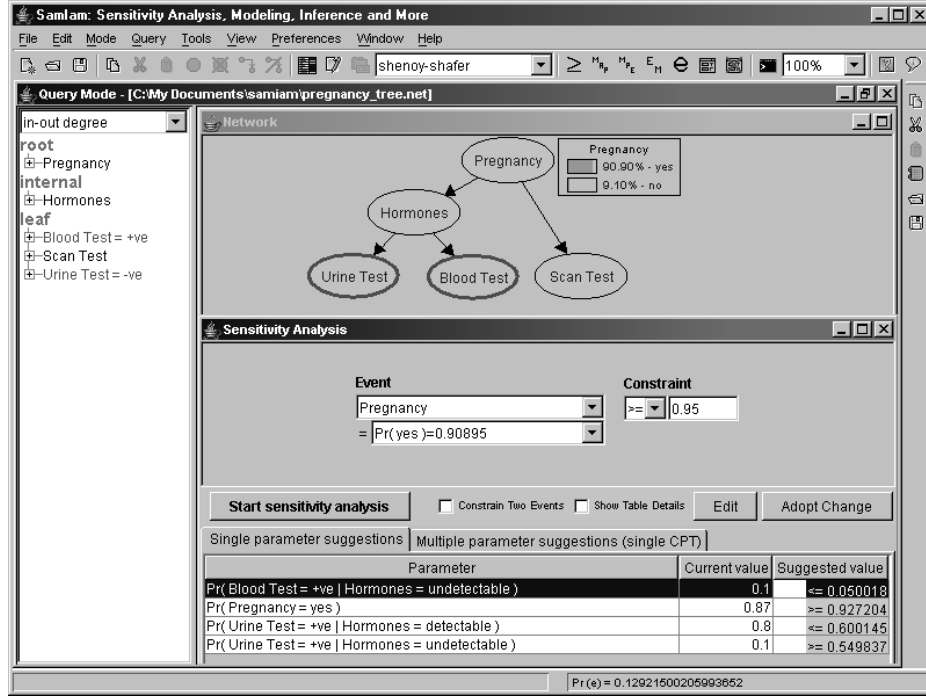 SamIam: Sensitivity Analysis, Modeling, Inference and More
File Edit Mode Query Tools View Preferences Window Help
shenoy-shafer 100%
Query Mode - [C:\My Documents\samiam\pregnancy_tree.net]
in-out degree
root
Pregnancy
internal
Hormones
leaf
Blood Test = +ve
Scan Test
Urine Test = -ve
Network
Pregnancy
Pregnancy
90.90% - yes
9.10% - no
Hormones
Urine Test
Blood Test
Scan Test
Sensitivity Analysis
Event Constraint
Pregnancy >= 0.95
= Pr( yes )=0.90895
Start sensitivity analysis Constrain Two Events Show Table Details Edit Adopt Change
Single parameter suggestions Multiple parameter suggestions (single CPT)
Parameter Current value Suggested value
Pr( Blood Test = +ve | Hormones = undetectable ) 0.1 <= 0.050018
Pr( Pregnancy = yes ) 0.87 >= 0.927204
Pr( Urine Test = +ve | Hormones = detectable ) 0.8 <= 0.600145
Pr( Urine Test = +ve | Hormones = undetectable ) 0.1 >= 0.549837
Pr(e) = 0.12921500205993652